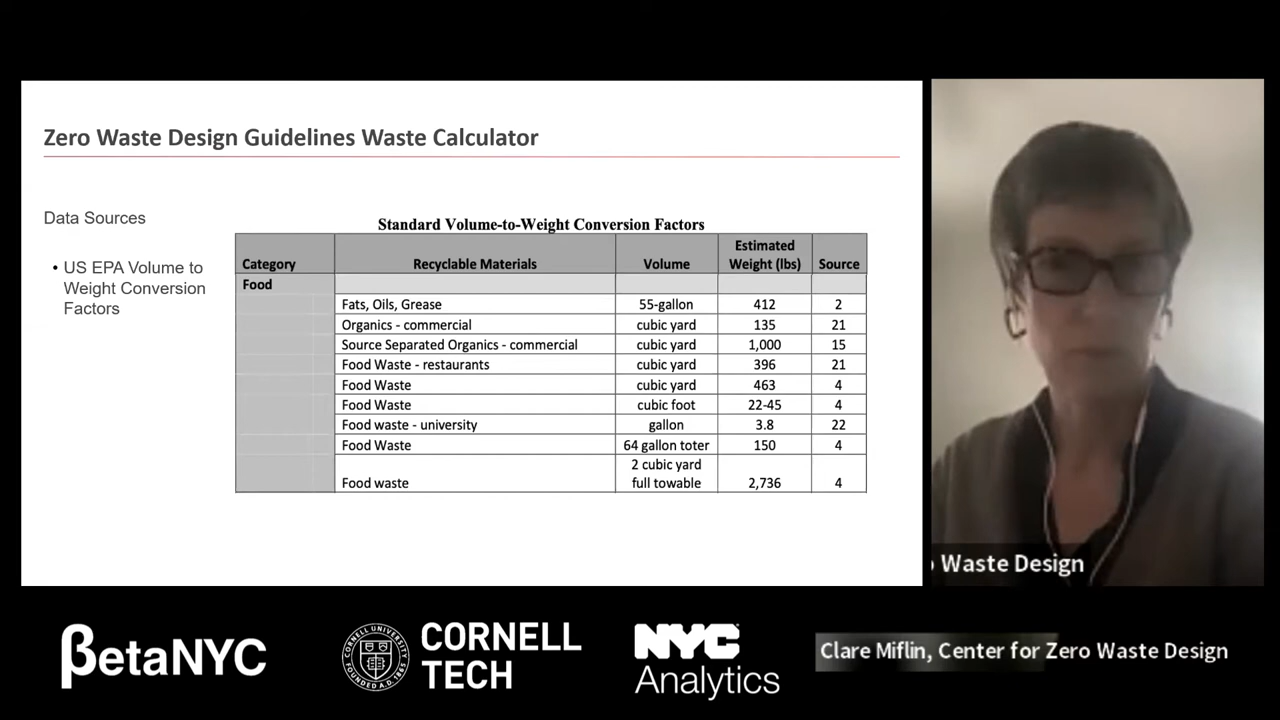 Zero Waste Design Guidelines Waste Calculator
Data Sources
• US EPA Volume to
Weight Conversion
Factors
Standard Volume-to-Weight Conversion Factors
Category Recyclable Materials Volume Estimated Weight (lbs) Source
Food
Fats, Oils, Grease 55-gallon 412 2
Organics - commercial cubic yard 135 21
Source Separated Organics - commercial cubic yard 1,000 15
Food Waste - restaurants cubic yard 396 21
Food Waste cubic yard 463 4
Food Waste cubic foot 22-45 4
Food waste - university gallon 3.8 22
Food Waste 64 gallon toter 150 4
Food waste 2 cubic yard full towable 2,736 4
Waste Design
βetaNYC
CORNELL UNIVERSITY
FOUNDED A.D. 1865
CORNELL
TECH
NYC
Analytics
Clare Miflin, Center for Zero Waste Design